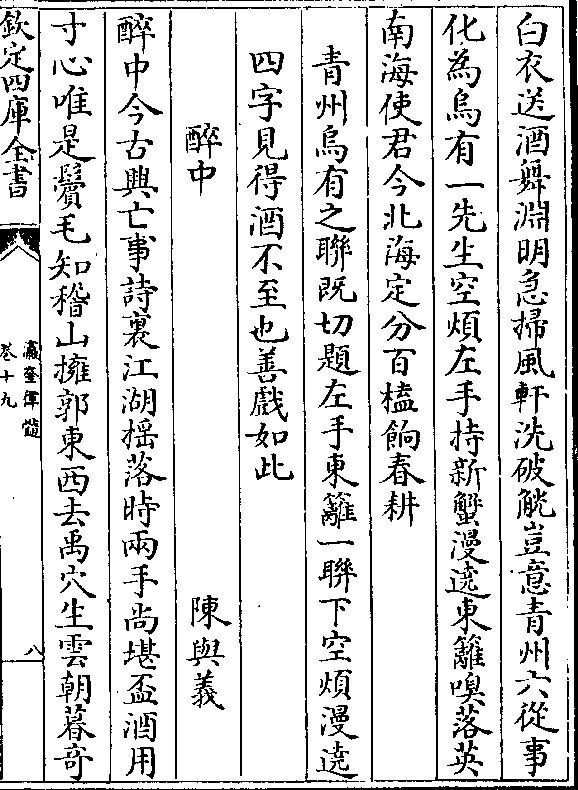 白衣送酒舞淵明急掃風軒洗破觥豈意青州六從事
化為烏有一先生空煩左手持新蟹漫遶東籬嗅落英
南海使君今北海定分百榼餉春耕
青州烏有之聯既切題左手東籬一聯下空煩漫遶
四字見得酒不至也善戲如此
醉中
陳與義
醉中今古興亡事詩裏江湖揺落時兩手尚堪盃酒用
寸心唯是鬢毛知稽山擁郭東西去禹穴生雲朝暮奇
欽定四庫全書
瀛奎律髓
卷十九
八